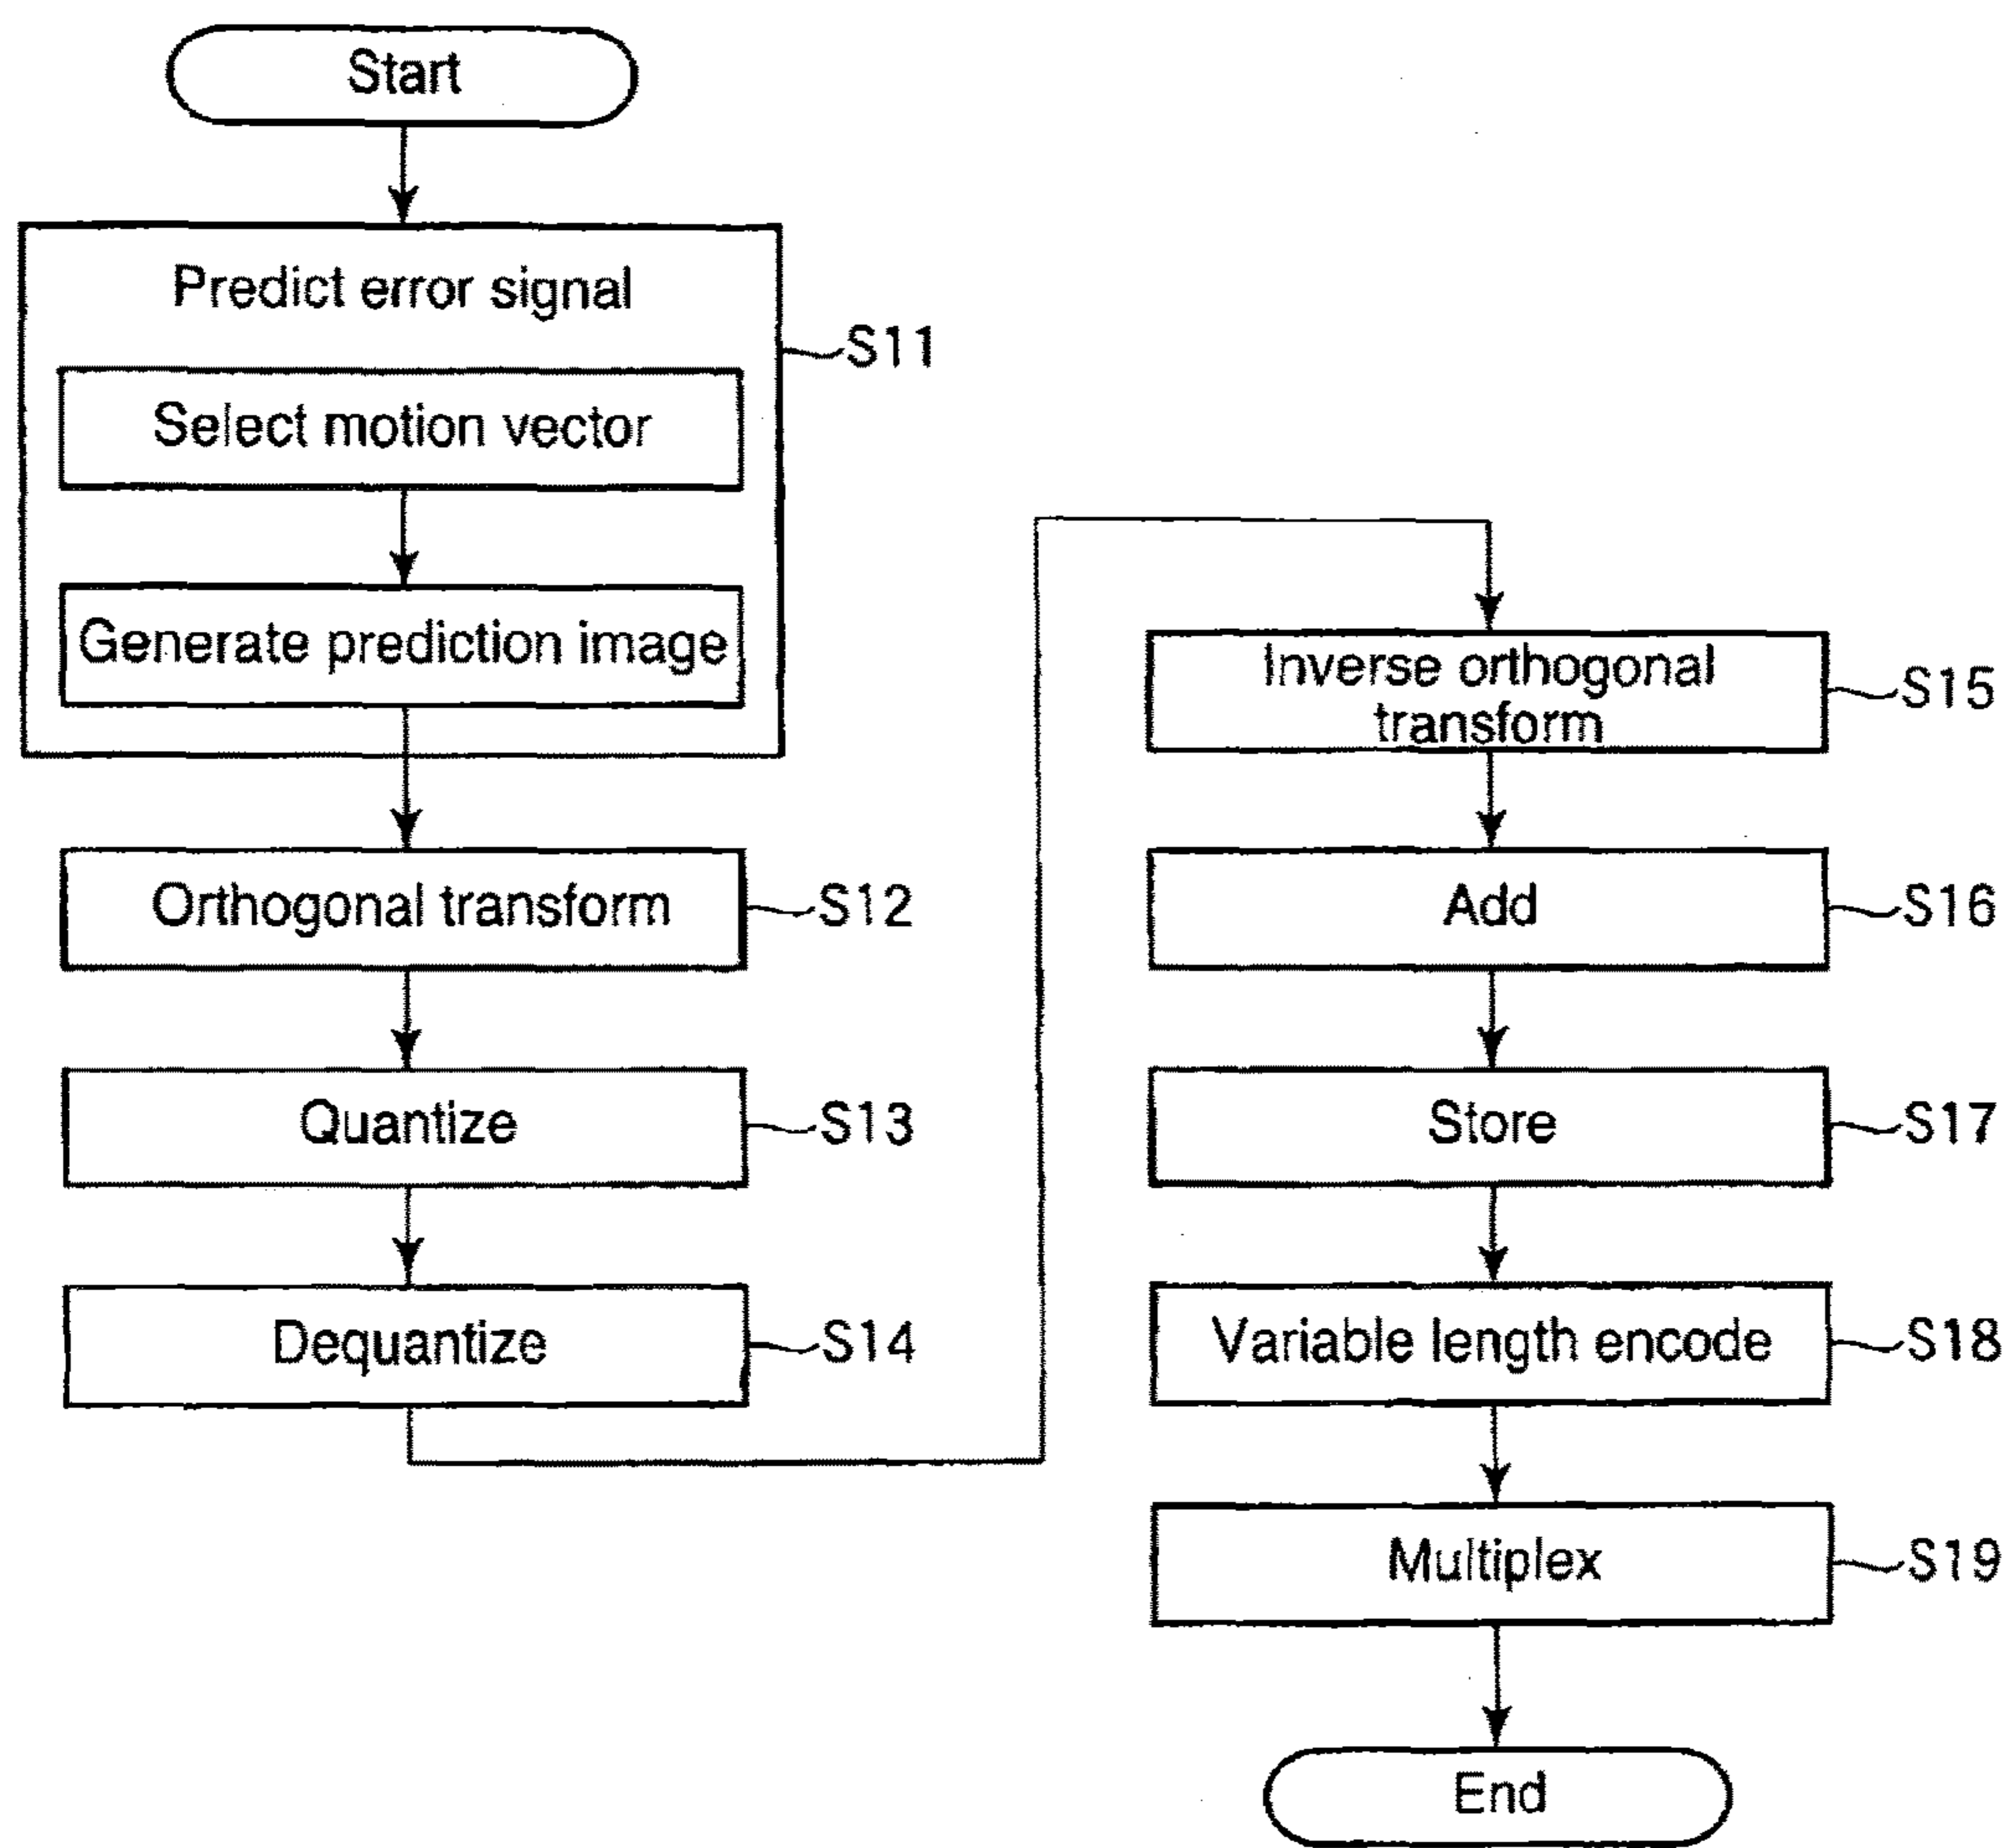 Start
Predict error signal
S11
Select motion vector
Generate prediction image
Orthogonal transform
S12
Quantize
S13
Dequantize
S14
Inverse orthogonal
transform
S15
Add
S16
Store
S17
Variable length encode
S18
Multiplex
S19
End